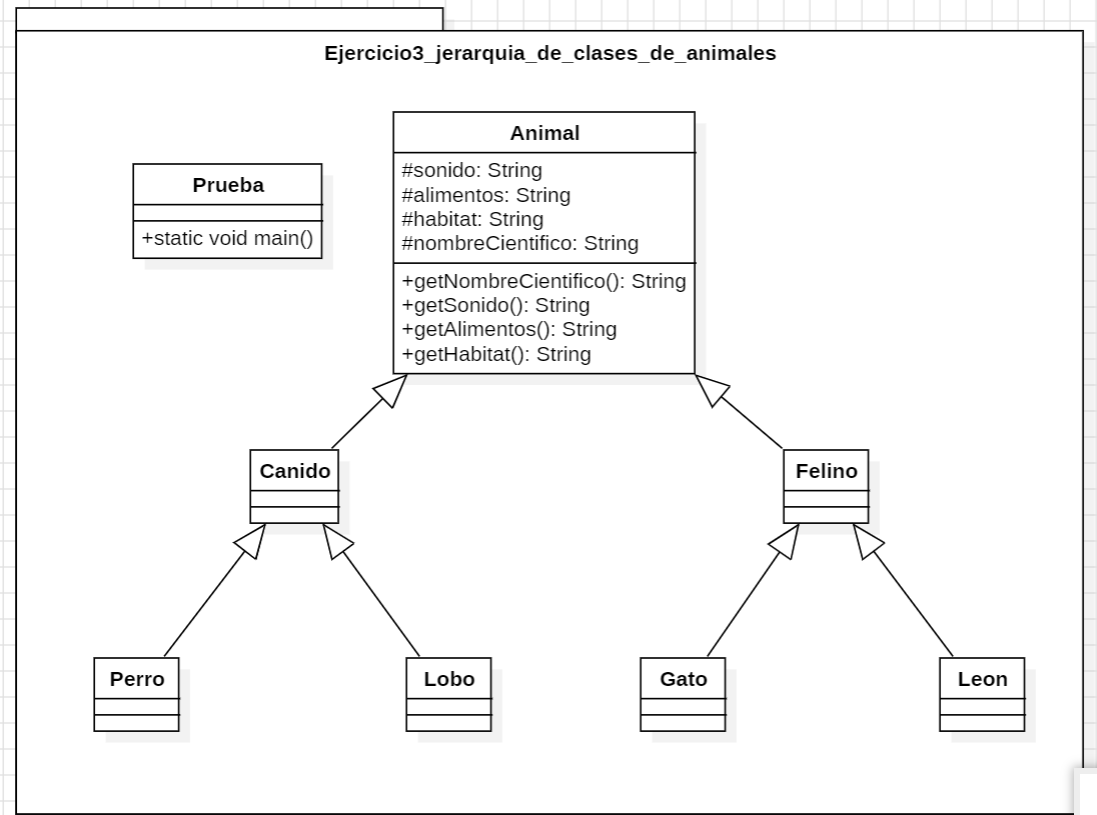 Ejercicio3_jerarquia_de_clases_de_animales
Prueba
+static void main()
Animal
#sonido: String
#alimentos: String
#habitat: String
#nombreCientifico: String
+getNombreCientifico(): String
+getSonido(): String
+getAlimentos(): String
+getHabitat(): String
Canido
Felino
Perro
Lobo
Gato
Leon